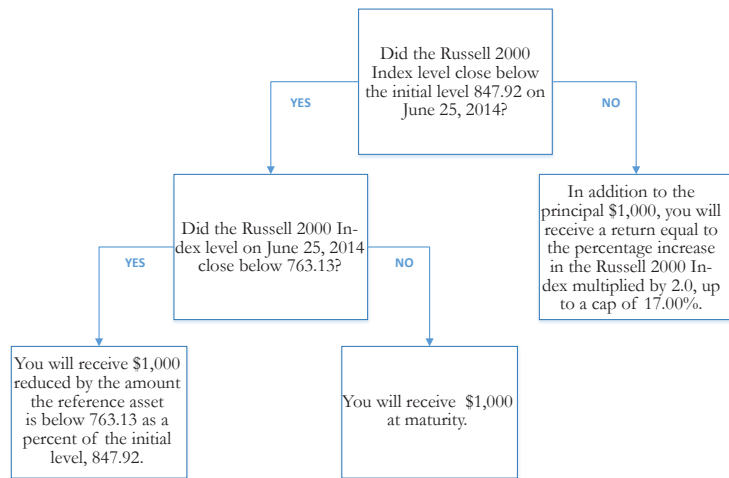 Did the Russell 2000
Index level close below
the initial level 847.92 on
June 25, 2014?
YES
NO
Did the Russell 2000 In-
dex level on June 25, 2014
close below 763.13?
In addition to the
principal $1,000, you will
receive a return equal to
the percentage increase
in the Russell 2000 In-
dex multiplied by 2.0, up
to a cap of 17.00%.
YES
NO
You will receive $1,000
reduced by the amount
the reference asset
is below 763.13 as a
percent of the initial
level, 847.92.
You will receive $1,000
at maturity.